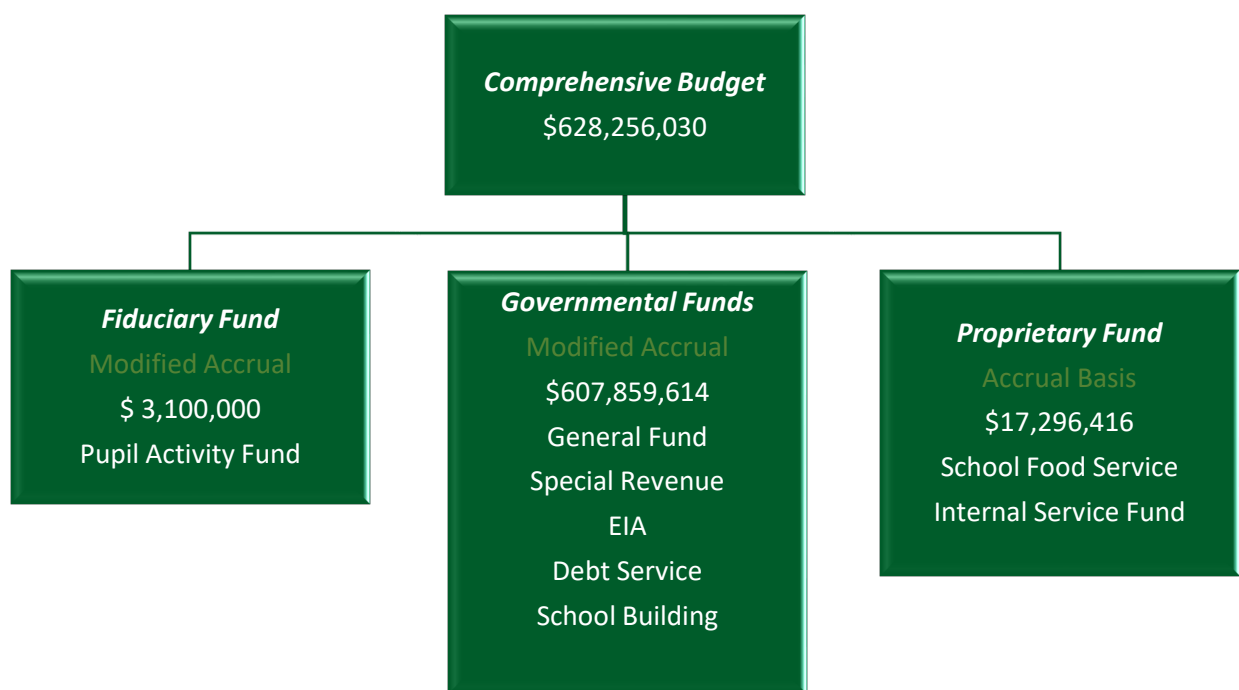 Comprehensive Budget
$628,256,030
Fiduciary Fund
Modified Accrual
$ 3,100,000
Pupil Activity Fund
Governmental Funds
Modified Accrual
$607,859,614
General Fund
Special Revenue
EIA
Debt Service
School Building
Proprietary Fund
Accrual Basis
$17,296,416
School Food Service
Internal Service Fund